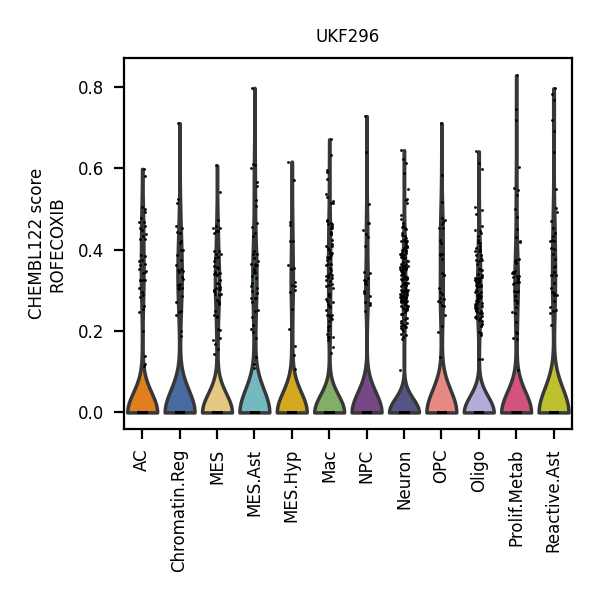 UKF296
CHEMBL122 score
ROFECOXIB
0.8
0.6
0.4
0.2
0.0
AC
Chromatin.Reg
MES
MES.Ast
MES.Hyp
Mac
NPC
Neuron
OPC
Oligo
Prolif.Metab
Reactive.Ast